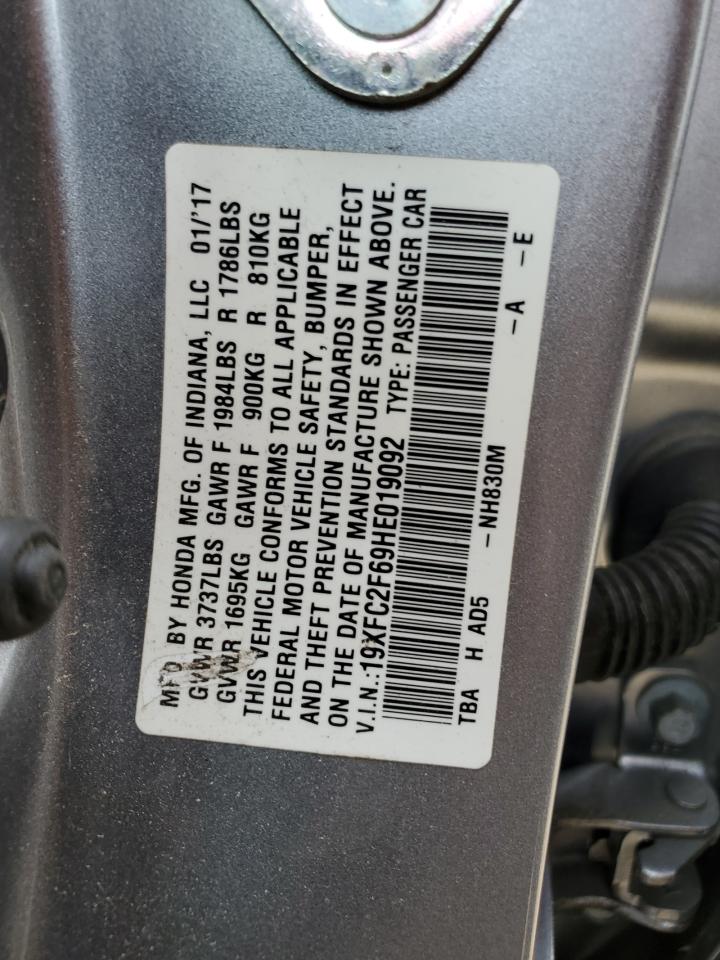 MFD BY HONDA MFG. OF INDIANA, LLC 01/'17
GVWR 3737LBS GAWR F 1984LBS R 1786LBS
GVWR 1695KG GAWR F 900KG R 810KG
THIS VEHICLE CONFORMS TO ALL APPLICABLE
FEDERAL MOTOR VEHICLE SAFETY, BUMPER,
AND THEFT PREVENTION STANDARDS IN EFFECT
ON THE DATE OF MANUFACTURE SHOWN ABOVE.
V.I.N.:19XFC2F69HE019092 TYPE: PASSENGER CAR
TBA H AD5 -NH830M -A -E